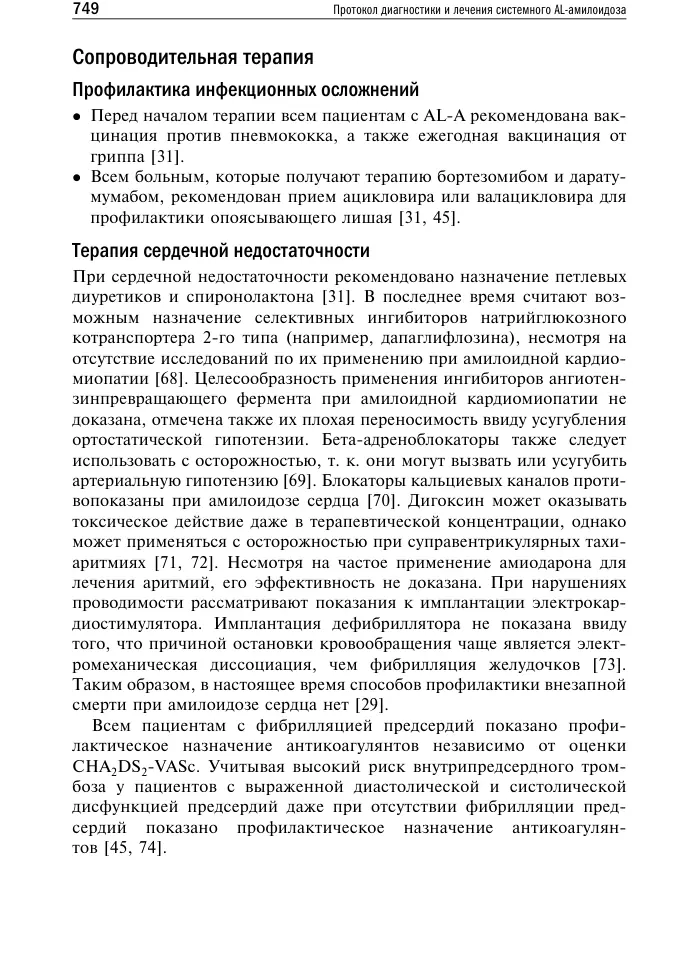 749
Протокол диагностики и лечения системного AL-амилоидоза
Сопроводительная терапия
Профилактика инфекционных осложнений
• Перед началом терапии всем пациентам с AL-A рекомендована вак-
цинация против пневмококка, а также ежегодная вакцинация от
гриппа [31].
• Всем больным, которые получают терапию бортезомибом и дарату-
мумабом, рекомендован прием ацикловира или валацикловира для
профилактики опоясывающего лишая [31, 45].
Терапия сердечной недостаточности
При сердечной недостаточности рекомендовано назначение петлевых
диуретиков и спиронолактона [31]. В последнее время считают воз-
можным назначение селективных ингибиторов натрийглюкозного
котранспортера 2-го типа (например, дапаглифлозина), несмотря на
отсутствие исследований по их применению при амилоидной кардио-
миопатии [68]. Целесообразность применения ингибиторов ангиотен-
зинпревращающего фермента при амилоидной кардиомиопатии не
доказана, отмечена также их плохая переносимость ввиду усугубления
ортостатической гипотензии. Бета-адреноблокаторы также следует
использовать с осторожностью, т. к. они могут вызвать или усугубить
артериальную гипотензию [69]. Блокаторы кальциевых каналов проти-
вопоказаны при амилоидозе сердца [70]. Дигоксин может оказывать
токсическое действие даже в терапевтической концентрации, однако
может применяться с осторожностью при суправентрикулярных тахи-
аритмиях [71, 72]. Несмотря на частое применение амиодарона для
лечения аритмий, его эффективность не доказана. При нарушениях
проводимости рассматривают показания к имплантации электрокар-
диостимулятора. Имплантация дефибриллятора не показана ввиду
того, что причиной остановки кровообращения чаще является элект-
ромеханическая диссоциация, чем фибрилляция желудочков [73].
Таким образом, в настоящее время способов профилактики внезапной
смерти при амилоидозе сердца нет [29].
Всем пациентам с фибрилляцией предсердий показано профи-
лактическое назначение антикоагулянтов независимо от оценки
CHA₂DS₂-VASc. Учитывая высокий риск внутрипредсердного тром-
боза у пациентов с выраженной диастолической и систолической
дисфункцией предсердий даже при отсутствии фибрилляции пред-
сердий показано профилактическое назначение антикоагулян-
тов [45, 74].